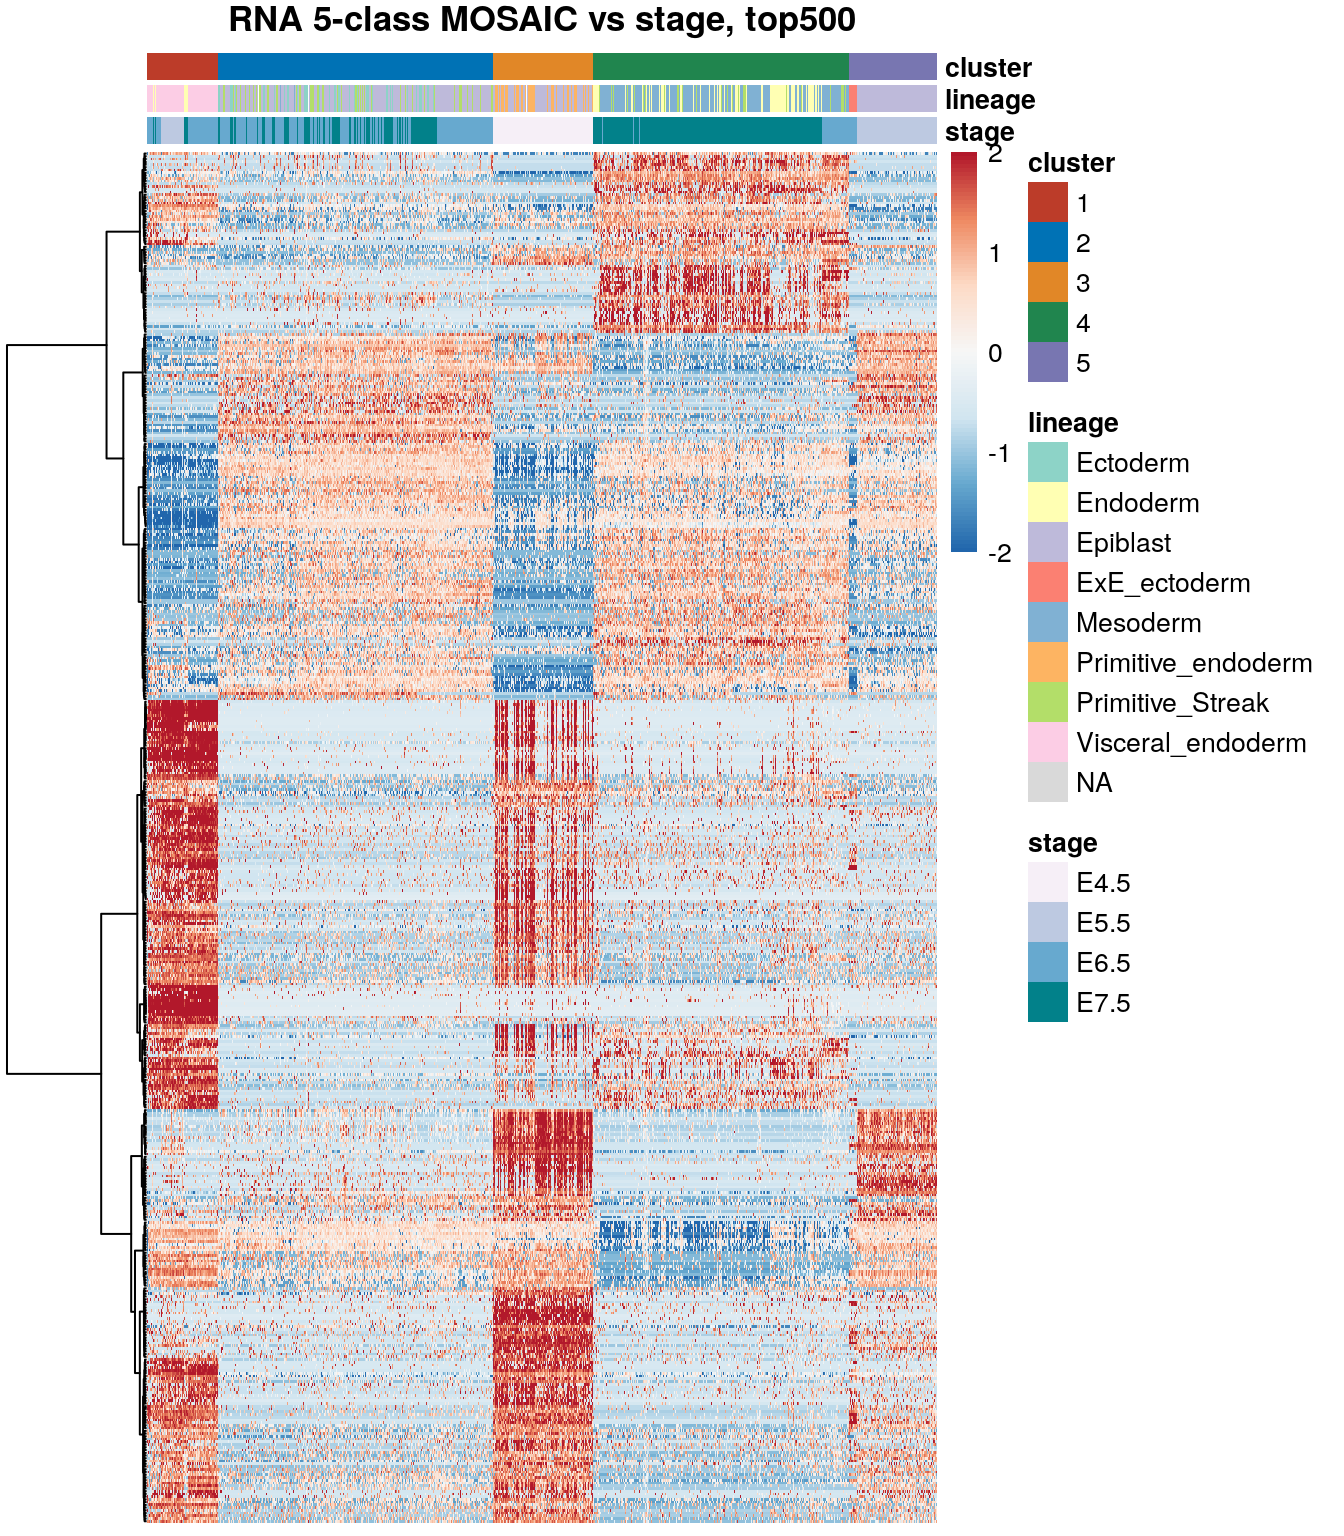 RNA 5-class MOSAIC vs stage, top500
cluster
lineage
stage
2
1
0
-1
-2
cluster
1
2
3
4
5
lineage
Ectoderm
Endoderm
Epiblast
ExE_ectoderm
Mesoderm
Primitive_endoderm
Primitive_Streak
Visceral_endoderm
NA
stage
E4.5
E5.5
E6.5
E7.5